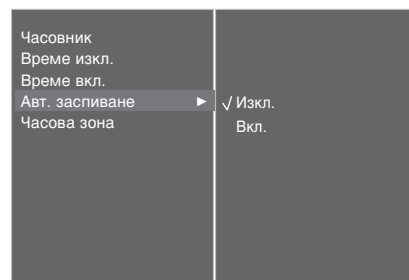 Часовник
Време изкл.
Време вкл.
Авт. заспиване ► √ Изкл.
Часова зона Вкл.